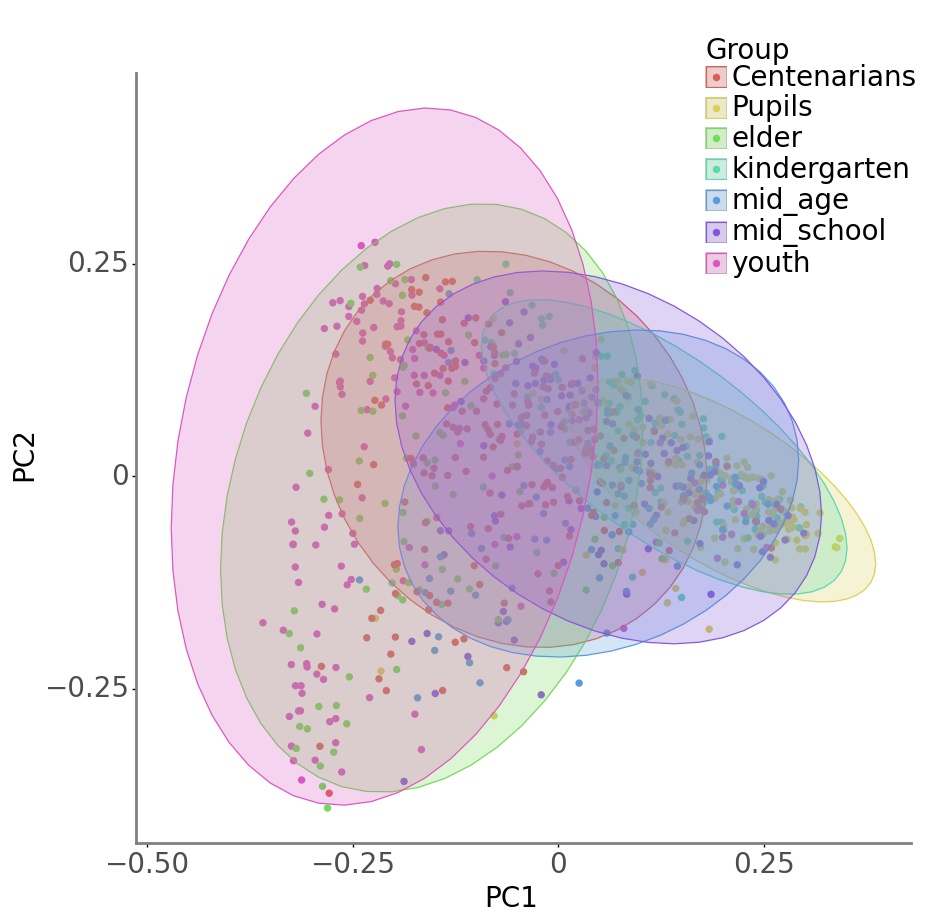 Group
Centenarians
Pupils
elder
kindergarten
mid_age
mid_school
youth
0.25
0
−0.25
PC2
−0.50
−0.25
0
0.25
PC1